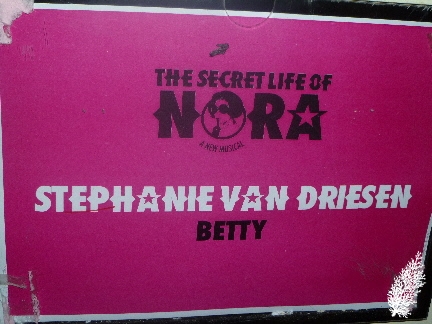 THE SECRET LIFE OF
NORA
A NEW MUSICAL
STEPHANIE VAN DRIESEN
BETTY